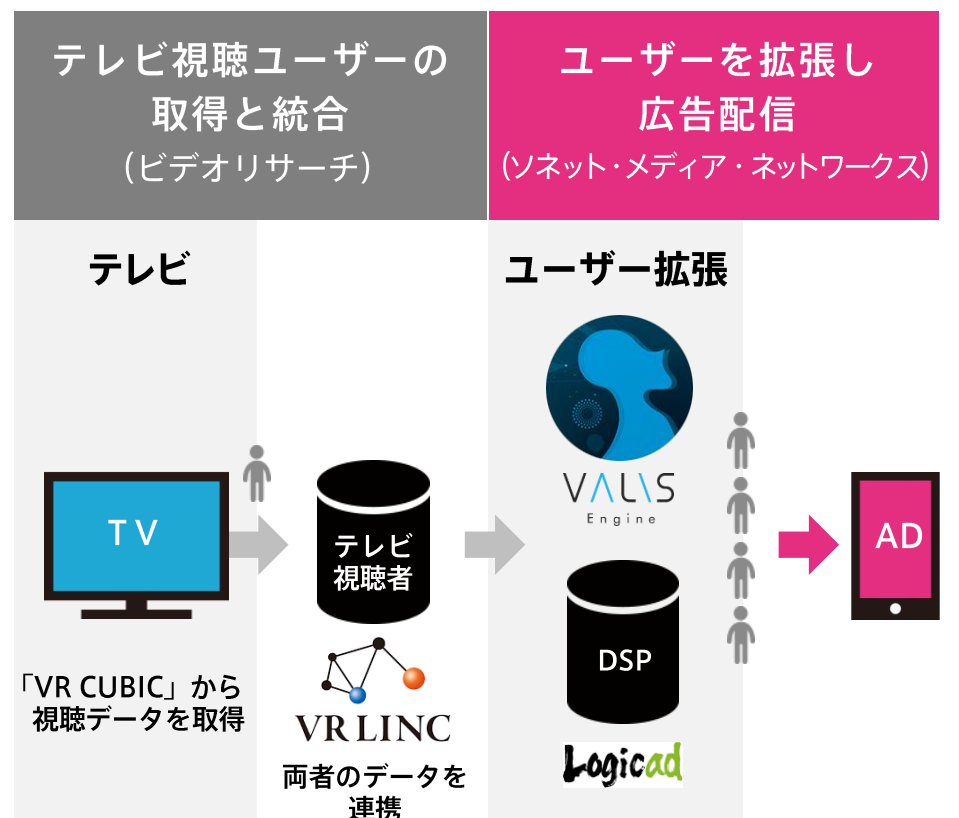 テレビ視聴ユーザーの
取得と統合
(ビデオリサーチ)
ユーザーを拡張し
広告配信
(ソネット・メディア・ネットワークス)
テレビ
TV
「VR CUBIC」から
視聴データを取得
テレビ
視聴者
VR LINC
両者のデータを
連携
ユーザー拡張
VALIS
Engine
DSP
Logicad
AD